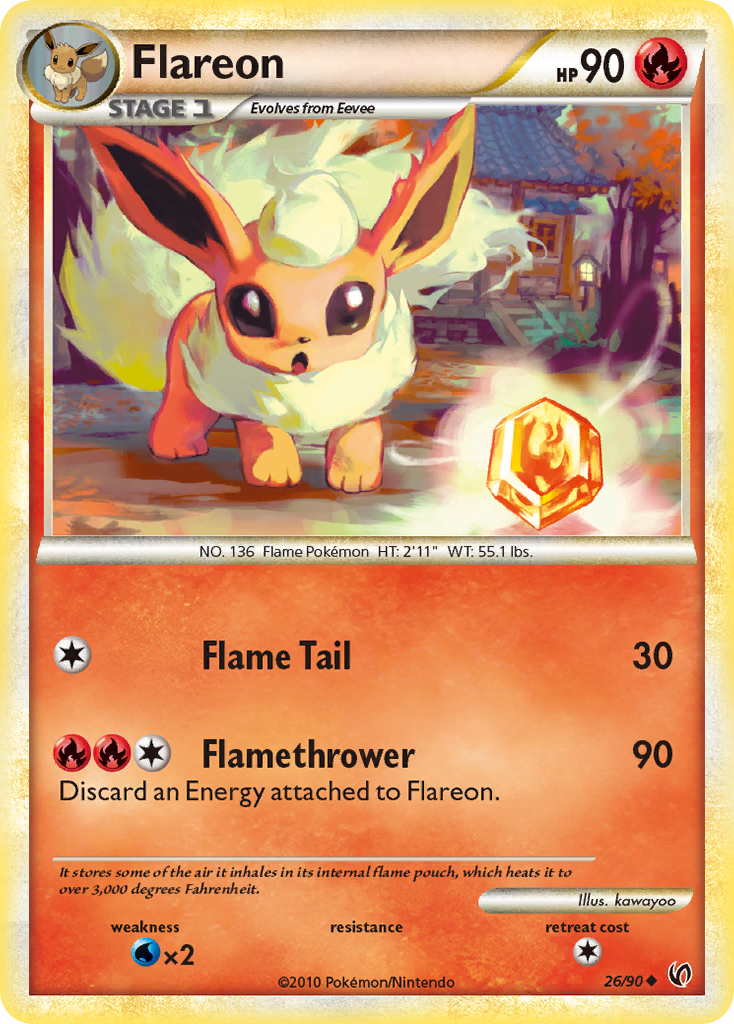 Flareon
HP 90
STAGE 1
Evolves from Eevee
NO. 136 Flame Pokémon HT: 2'11" WT: 55.1 lbs.
Flame Tail 30
Flamethrower 90
Discard an Energy attached to Flareon.
It stores some of the air it inhales in its internal flame pouch, which heats it to
over 3,000 degrees Fahrenheit.
Illus. kawayoo
weakness resistance retreat cost
×2
©2010 Pokémon/Nintendo 26/90